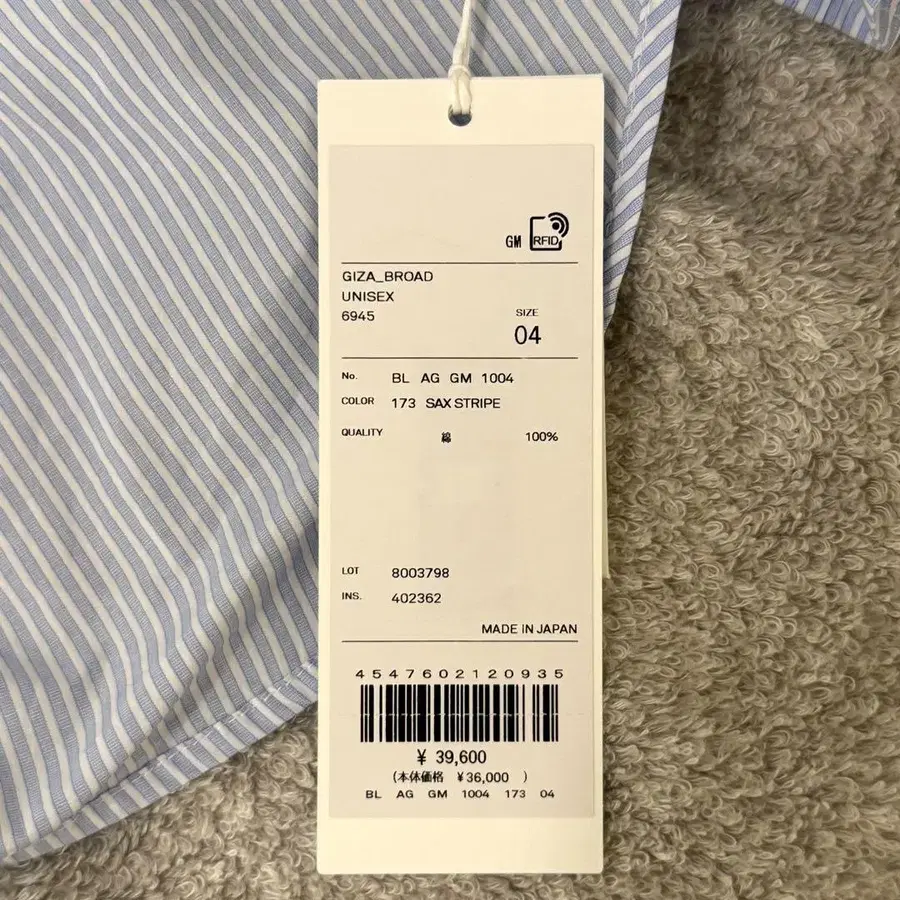 GM RFID
GIZA_BROAD
UNISEX
6945
SIZE
04
No. BL AG GM 1004
COLOR 173 SAX STRIPE
QUALITY 綿 100%
LOT 8003798
INS. 402362
MADE IN JAPAN
4547602120935
¥ 39,600
(本体価格 ¥36,000 )
BL AG GM 1004 173 04